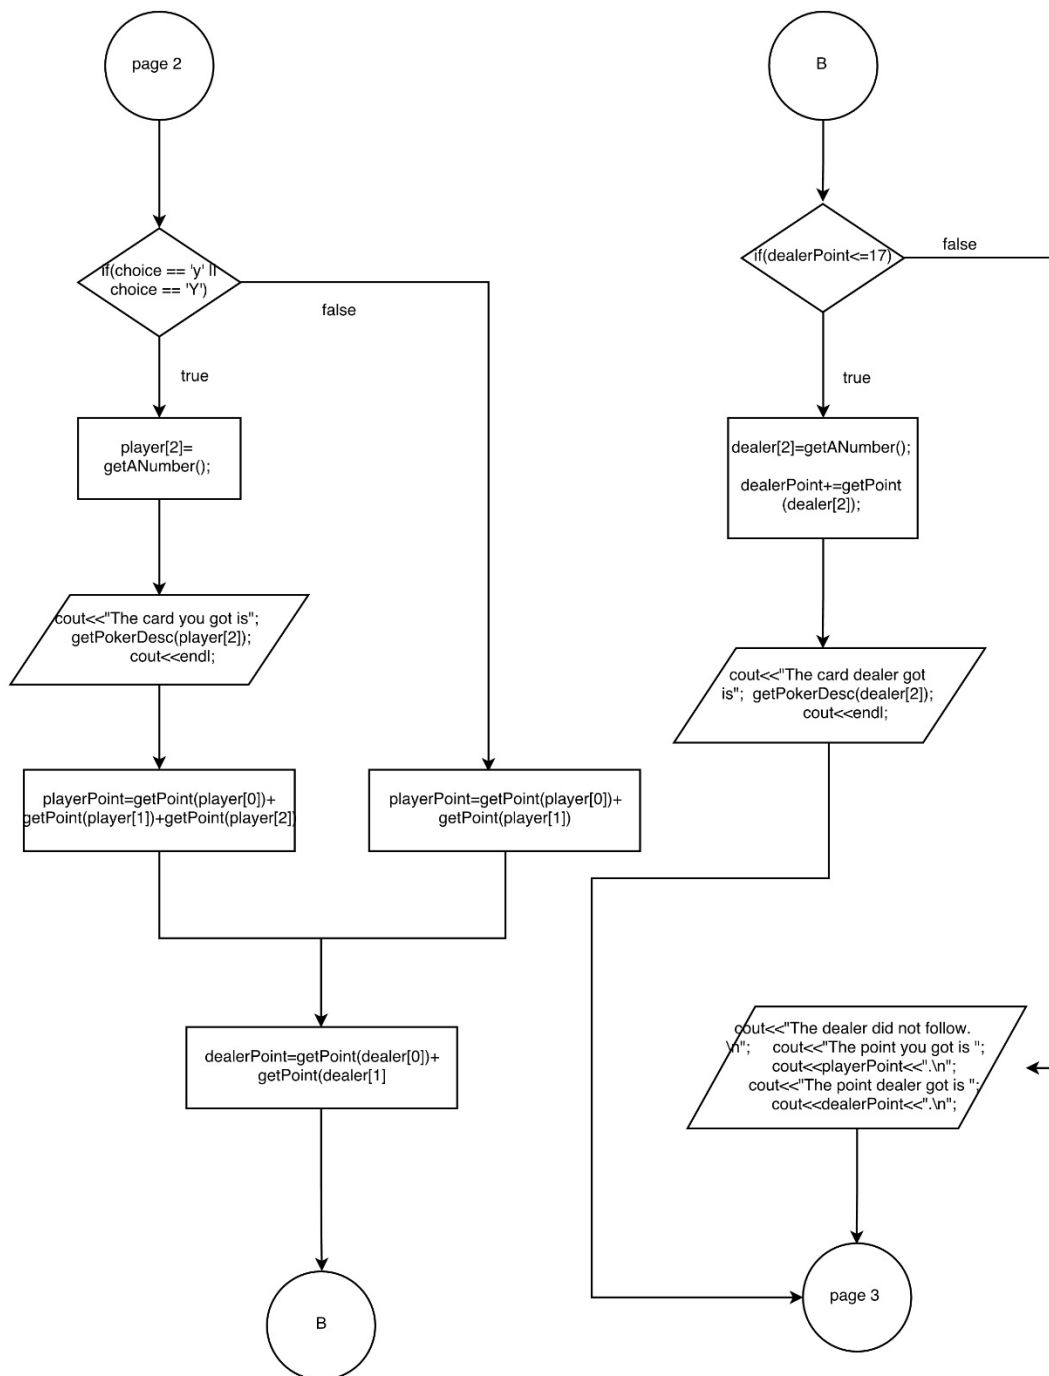 page 2
if(choice == 'y' ||
choice == 'Y')
false
true
player[2]=
getANumber();
cout<<"The card you got is";
getPokerDesc(player[2]);
cout<<endl;
playerPoint=getPoint(player[0])+
getPoint(player[1])+getPoint(player[2])
playerPoint=getPoint(player[0])+
getPoint(player[1])
dealerPoint=getPoint(dealer[0])+
getPoint(dealer[1]
B
B
if(dealerPoint<=17)
false
true
dealer[2]=getANumber();
dealerPoint+=getPoint
(dealer[2]);
cout<<"The card dealer got
is"; getPokerDesc(dealer[2]);
cout<<endl;
cout<<"The dealer did not follow.
\n"; cout<<"The point you got is ";
cout<<playerPoint<<".\n";
cout<<"The point dealer got is ";
cout<<dealerPoint<<".\n";
page 3